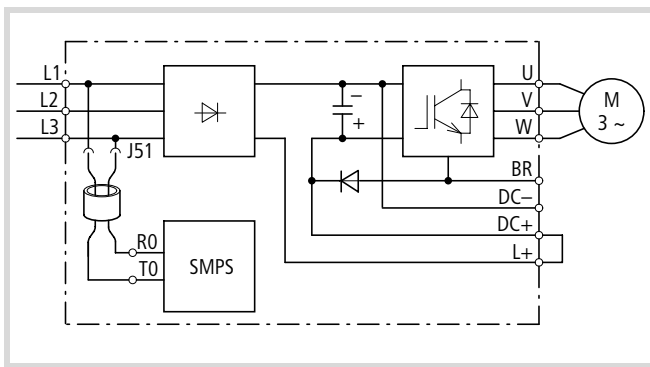 L1
U
L2
V
M
3 ~
L3
W
J51
–
+
BR
DC–
DC+
L+
R0
T0
SMPS